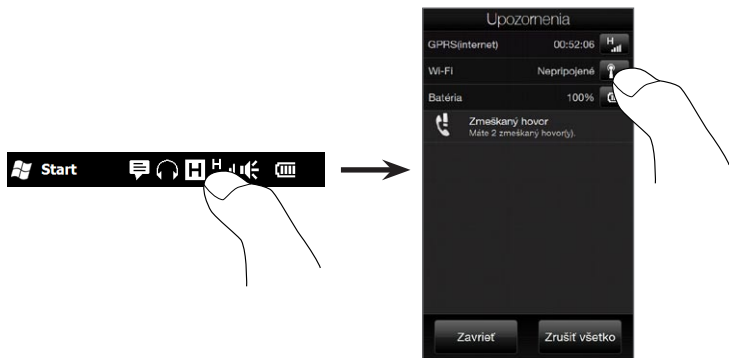 Start
H
H
Upozornenia
GPRS(internet) 00:52:06 H
Wi-Fi Nepripojené
Batéria 100%
Zmeškaný hovor
Máte 2 zmeškaný hovor(y).
Zavrieť Zrušiť všetko